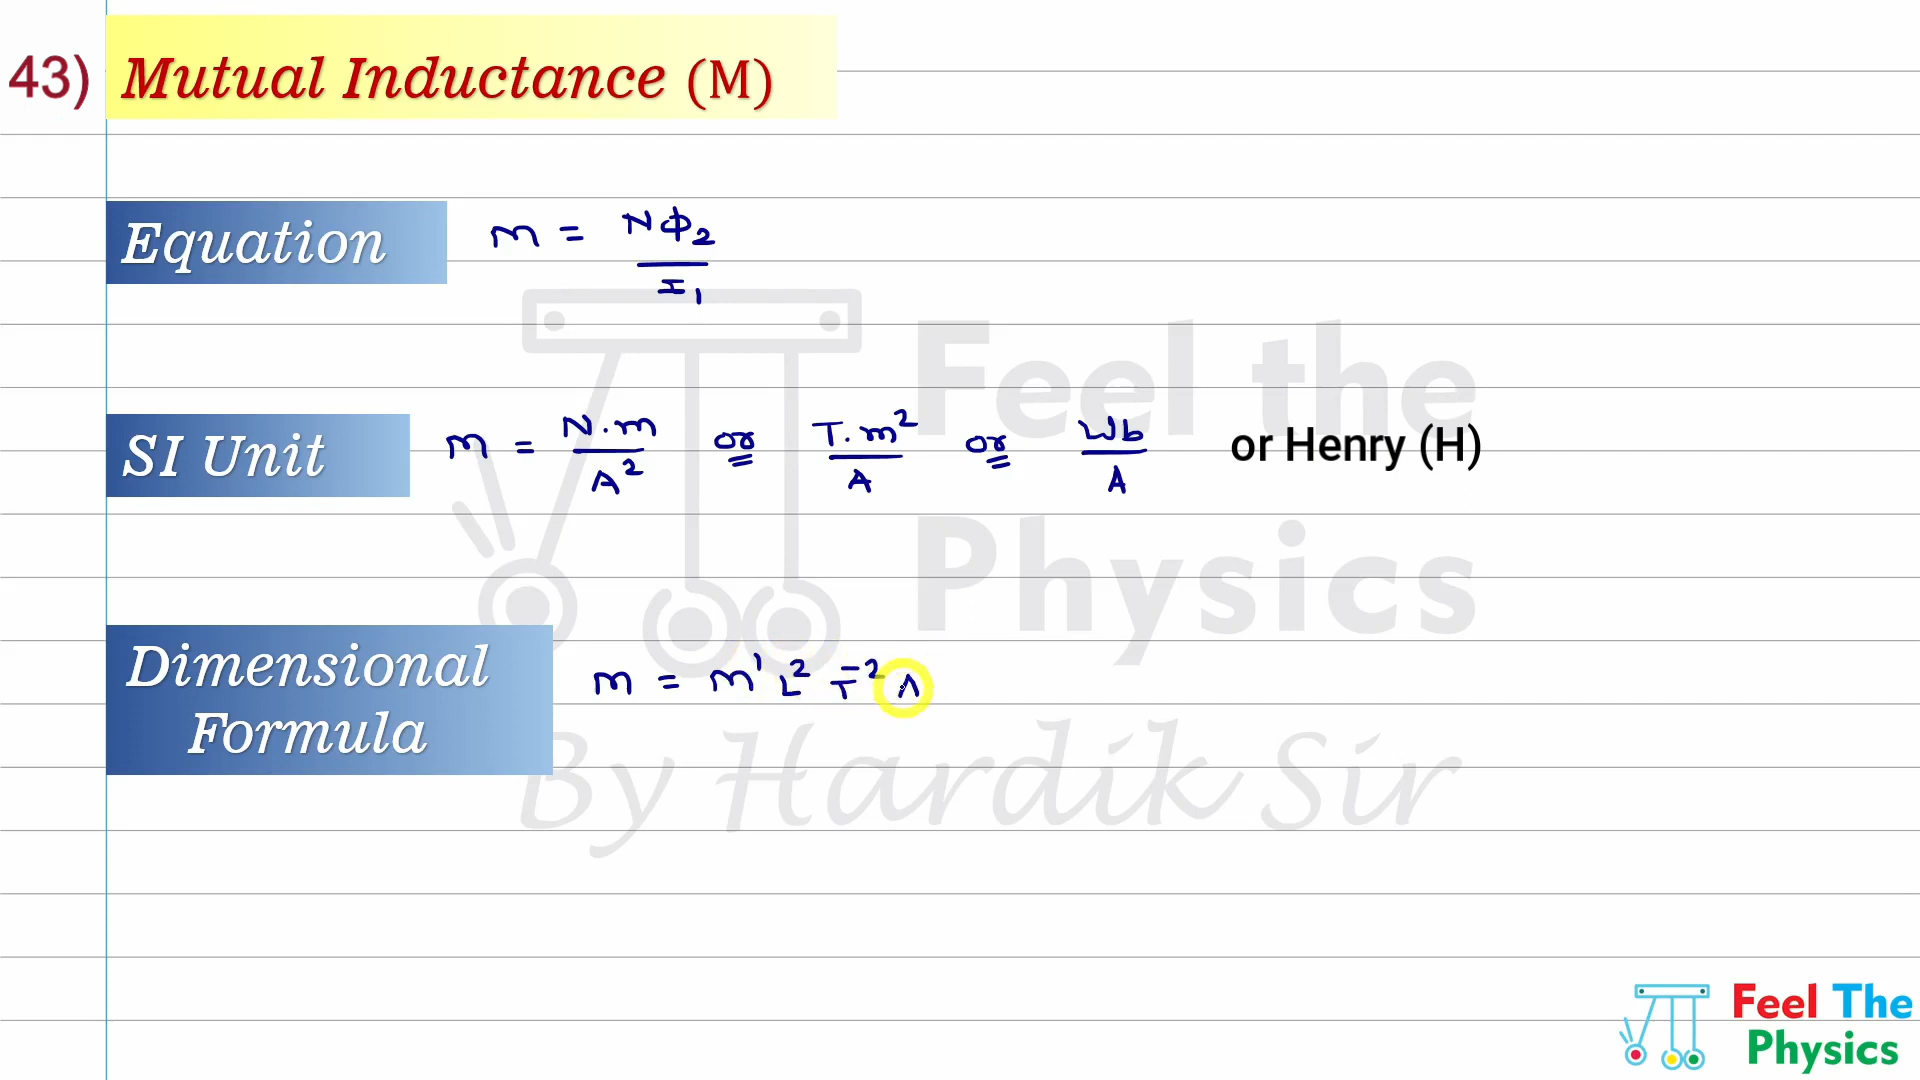 43) Mutual Inductance (M)
Equation m = Nϕ₂ / I₁
SI Unit m = N.m / A² or T.m² / A or Wb / A or Henry (H)
Dimensional Formula m = m¹ L² T⁻² A
Feel the Physics
By Hardik Sir
Feel The Physics